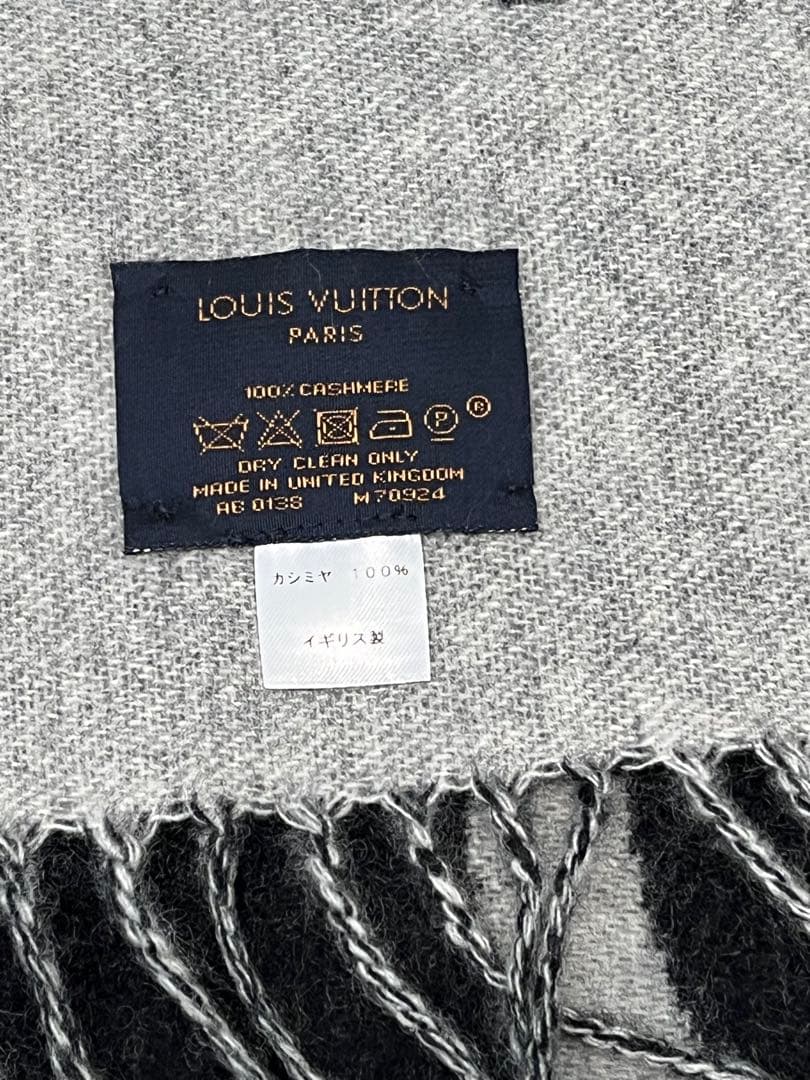 LOUIS VUITTON
PARIS
100% CASHMERE
P R
DRY CLEAN ONLY
MADE IN UNITED KINGDOM
AB 0138 M70924
カシミヤ 100%
イギリス製